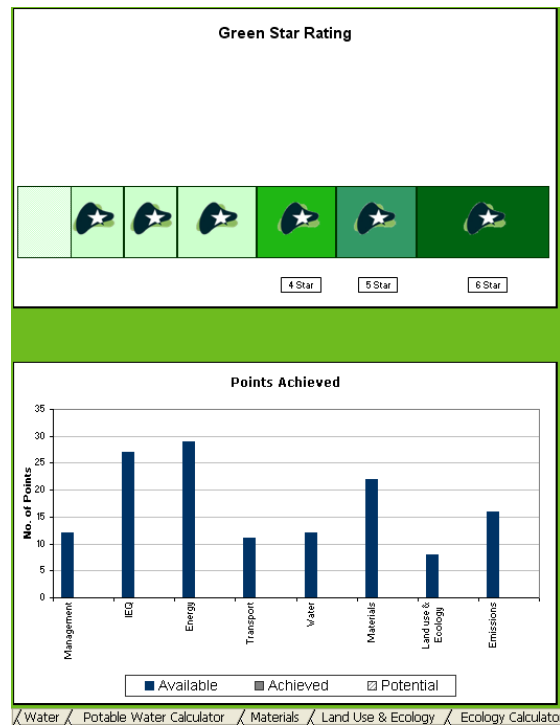 Green Star Rating
4 Star
5 Star
6 Star
Points Achieved
No. of Points
35
30
25
20
15
10
5
0
Management
IEQ
Energy
Transport
Water
Materials
Land use &
Ecology
Emissions
Available
Achieved
Potential
Water
Potable Water Calculator
Materials
Land Use & Ecology
Ecology Calculato